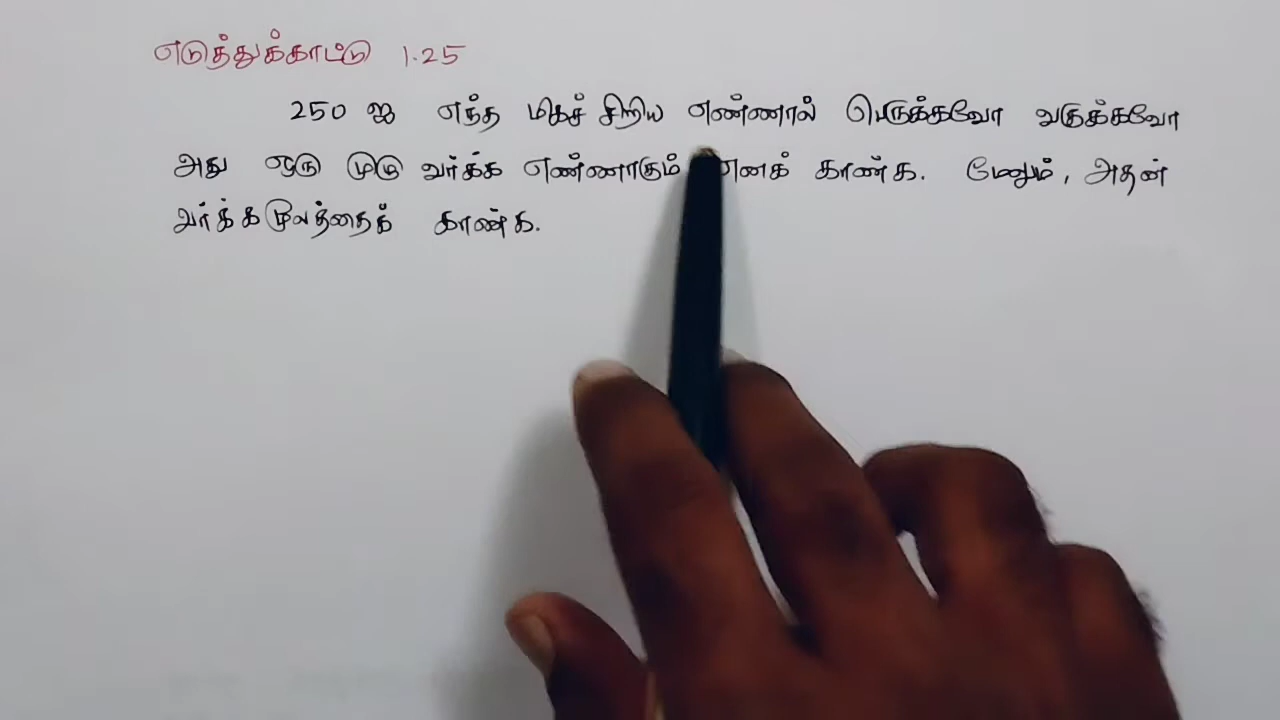 எடுத்துக்காட்டு 1.25
250 ஐ எந்த மிகச் சிறிய எண்ணால் பெருக்கவோ வகுக்கவோ
அது ஒரு முழு வர்க்க எண்ணாகும் எனக் காண்க. மேலும், அதன்
வர்க்கமூலத்தைக் காண்க.